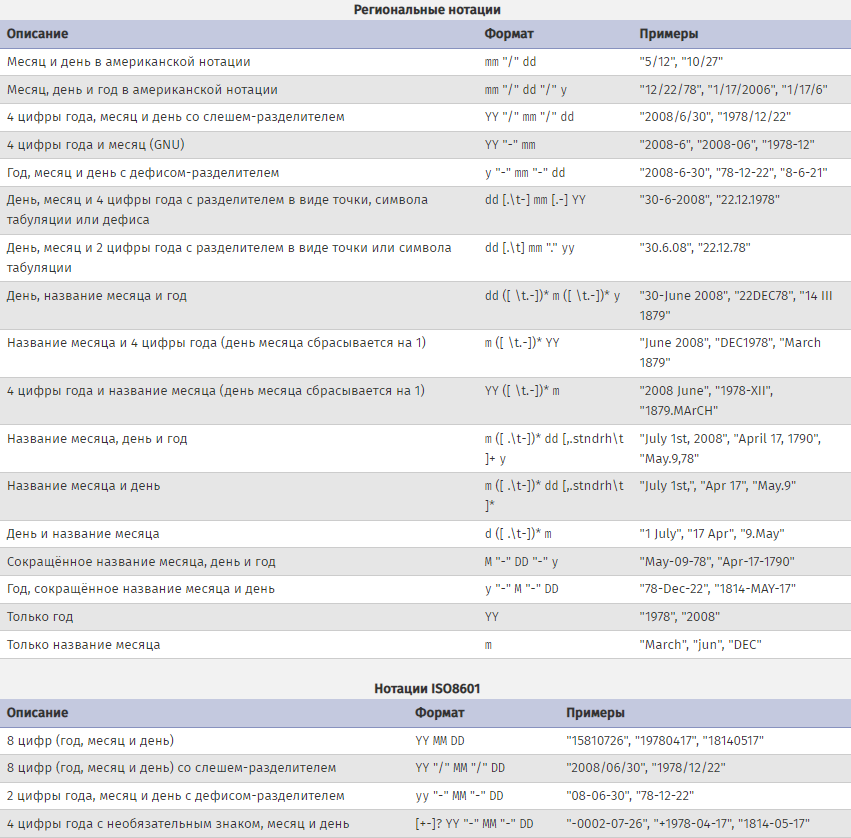 Региональные нотации
Описание Формат Примеры
Месяц и день в американской нотации mm "/" dd "5/12", "10/27"
Месяц, день и год в американской нотации mm "/" dd "/" y "12/22/78", "1/17/2006", "1/17/6"
4 цифры года, месяц и день со слешем-разделителем YY "/" mm "/" dd "2008/6/30", "1978/12/22"
4 цифры года и месяц (GNU) YY "-" mm "2008-6", "2008-06", "1978-12"
Год, месяц и день с дефисом-разделителем y "-" mm "-" dd "2008-6-30", "78-12-22", "8-6-21"
День, месяц и 4 цифры года с разделителем в виде точки, символа dd [.\t-] mm [.-] YY "30-6-2008", "22.12.1978"
табуляции или дефиса
День, месяц и 2 цифры года с разделителем в виде точки или символа dd [.\t] mm "." yy "30.6.08", "22.12.78"
табуляции
День, название месяца и год dd ([ \t.-])* m ([ \t.-])* y "30-June 2008", "22DEC78", "14 III
1879"
Название месяца и 4 цифры года (день месяца сбрасывается на 1) m ([ \t.-])* YY "June 2008", "DEC1978", "March
1879"
4 цифры года и название месяца (день месяца сбрасывается на 1) YY ([ \t.-])* m "2008 June", "1978-XII",
"1879.MArCH"
Название месяца, день и год m ([ .\t-])* dd [,.stndrh\t "July 1st, 2008", "April 17, 1790",
]+ y "May.9,78"
Название месяца и день m ([ .\t-])* dd [,.stndrh\t "July 1st,", "Apr 17", "May.9"
]*
День и название месяца d ([ .\t-])* m "1 July", "17 Apr", "9.May"
Сокращённое название месяца, день и год M "-" DD "-" y "May-09-78", "Apr-17-1790"
Год, сокращённое название месяца и день y "-" M "-" DD "78-Dec-22", "1814-MAY-17"
Только год YY "1978", "2008"
Только название месяца m "March", "jun", "DEC"
Нотации ISO8601
Описание Формат Примеры
8 цифр (год, месяц и день) YY MM DD "15810726", "19780417", "18140517"
8 цифр (год, месяц и день) со слешем-разделителем YY "/" MM "/" DD "2008/06/30", "1978/12/22"
2 цифры года, месяц и день с дефисом-разделителем yy "-" MM "-" DD "08-06-30", "78-12-22"
4 цифры года с необязательным знаком, месяц и день [+-]? YY "-" MM "-" DD "-0002-07-26", "+1978-04-17", "1814-05-17"